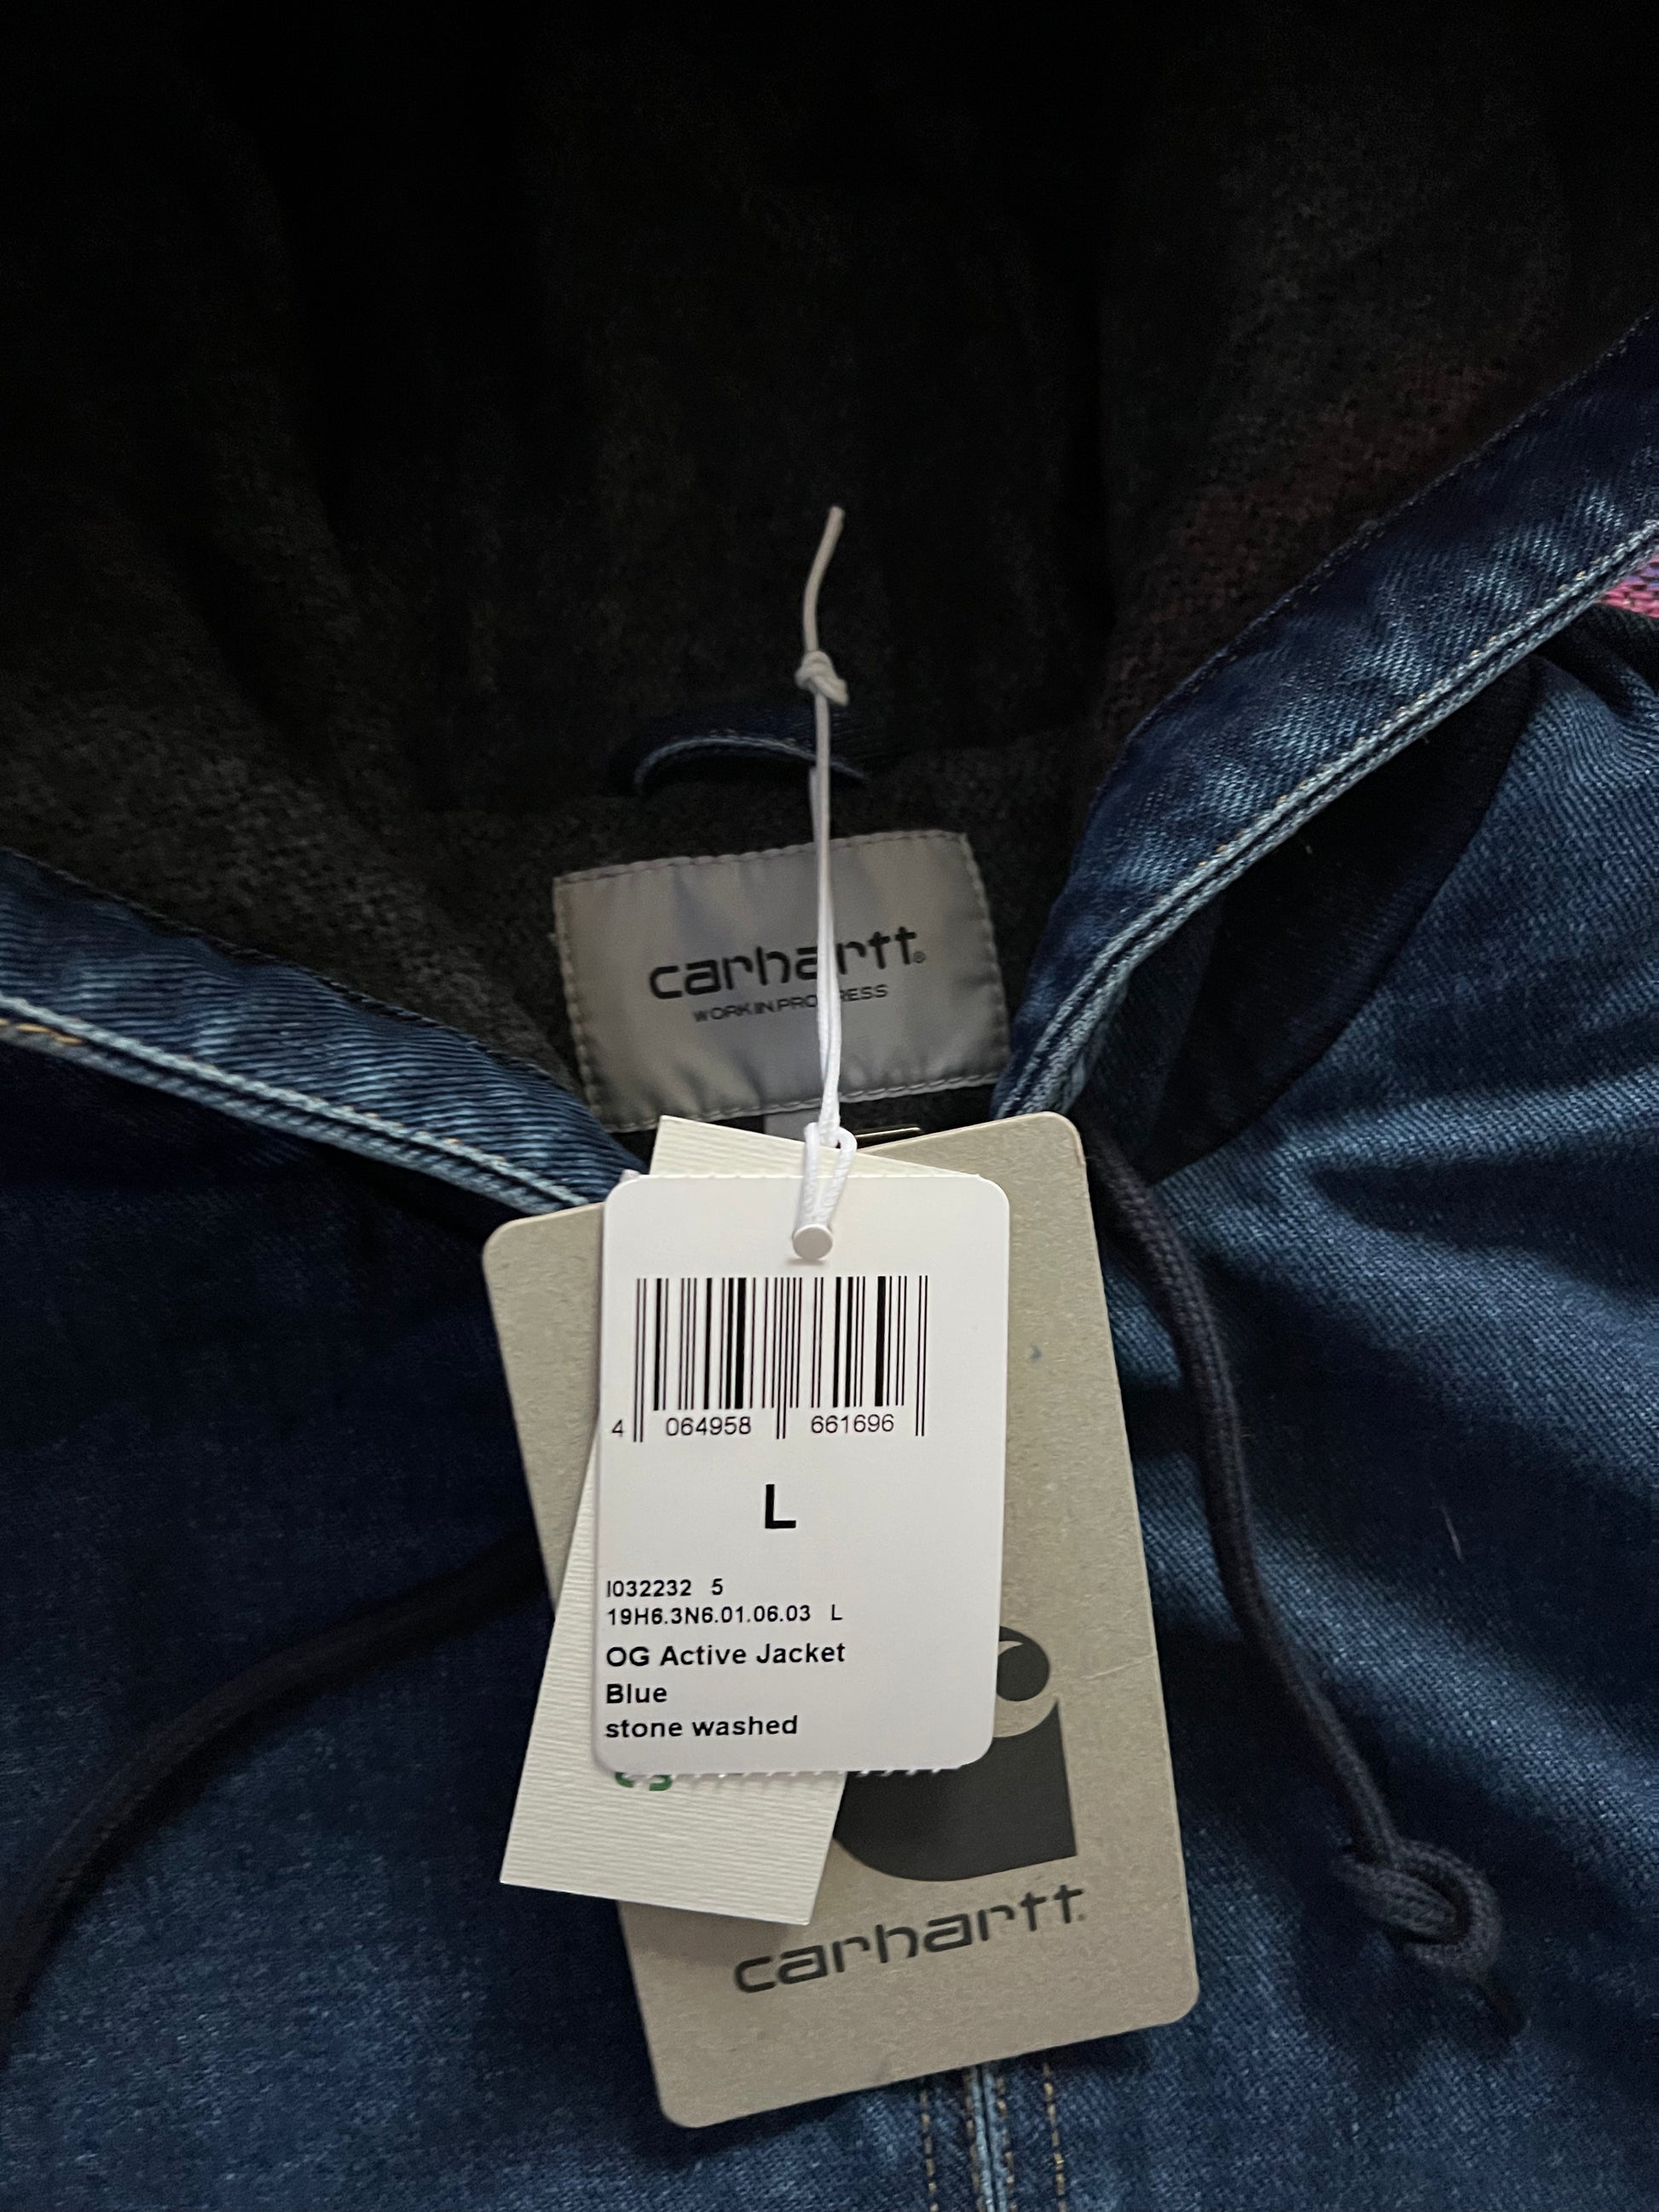 carhartt®
WORK IN PROGRESS
4 064958 661696
L
I032232 5
19H6.3N6.01.06.03 L
OG Active Jacket
Blue
stone washed
carhartt